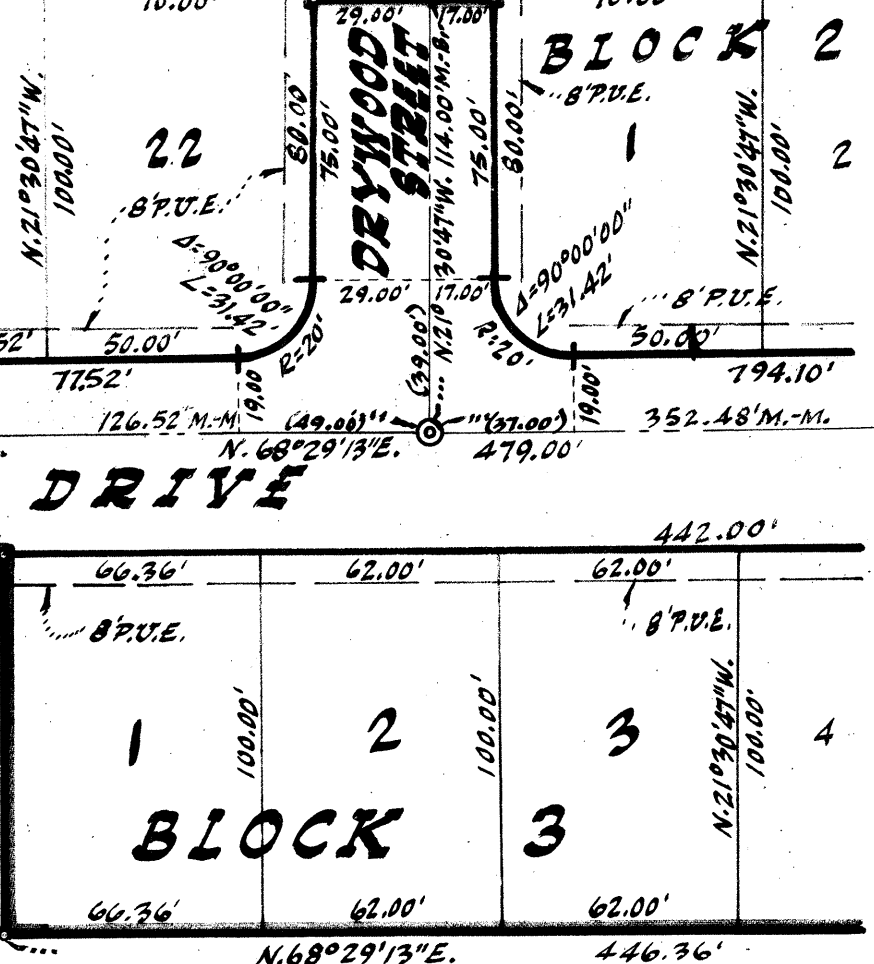 29.00' 17.00'
BLOCK 2
8'P.U.E.
N.21°30'47"W.
100.00'
22
80.00'
75.00'
DRYWOOD
STREET
N.21° 30'47"W. 114.00'M.-B.
75.00'
80.00'
1
N.21°30'47"W.
100.00'
2
8'P.U.E.
Δ=90°00'00"
L=31.42'
R=20'
29.00' 17.00'
Δ=90°00'00"
L=31.42'
R=20'
8'P.U.E.
52' 50.00'
50.00'
77.52'
(39.00')
794.10'
19.00
19.00'
126.52'M.-M.
(49.00')
(37.00')
352.48'M.-M.
N.68°29'13"E.
479.00'
DRIVE
442.00'
66.36' 62.00' 62.00'
8'P.U.E.
8'P.U.E.
1
100.00'
2
100.00'
3
N.21°30'47"W.
100.00'
4
BLOCK 3
66.36' 62.00' 62.00'
N.68°29'13"E. 446.36'